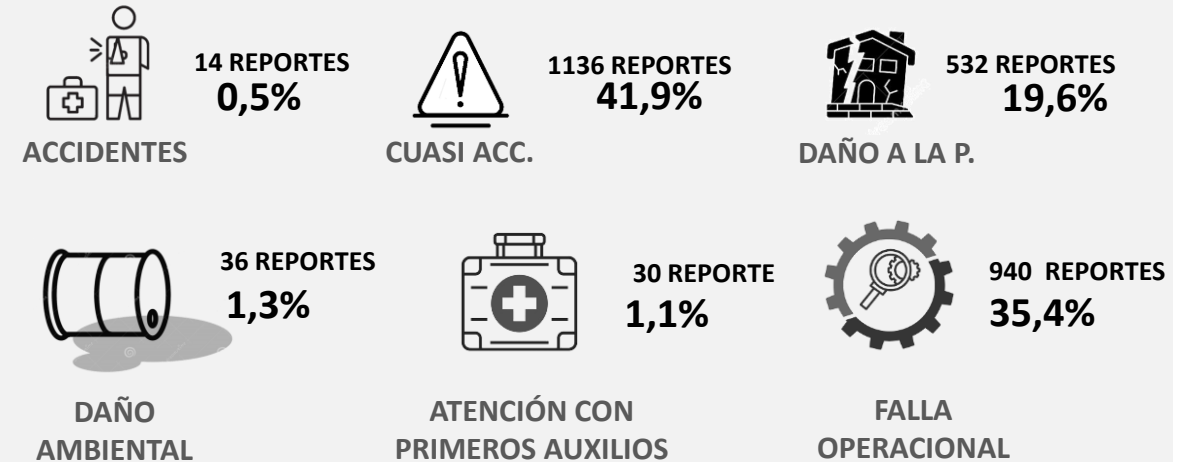 14 REPORTES
0,5%
ACCIDENTES
1136 REPORTES
41,9%
CUASI ACC.
532 REPORTES
19,6%
DAÑO A LA P.
36 REPORTES
1,3%
DAÑO
AMBIENTAL
30 REPORTE
1,1%
ATENCIÓN CON
PRIMEROS AUXILIOS
940 REPORTES
35,4%
FALLA
OPERACIONAL